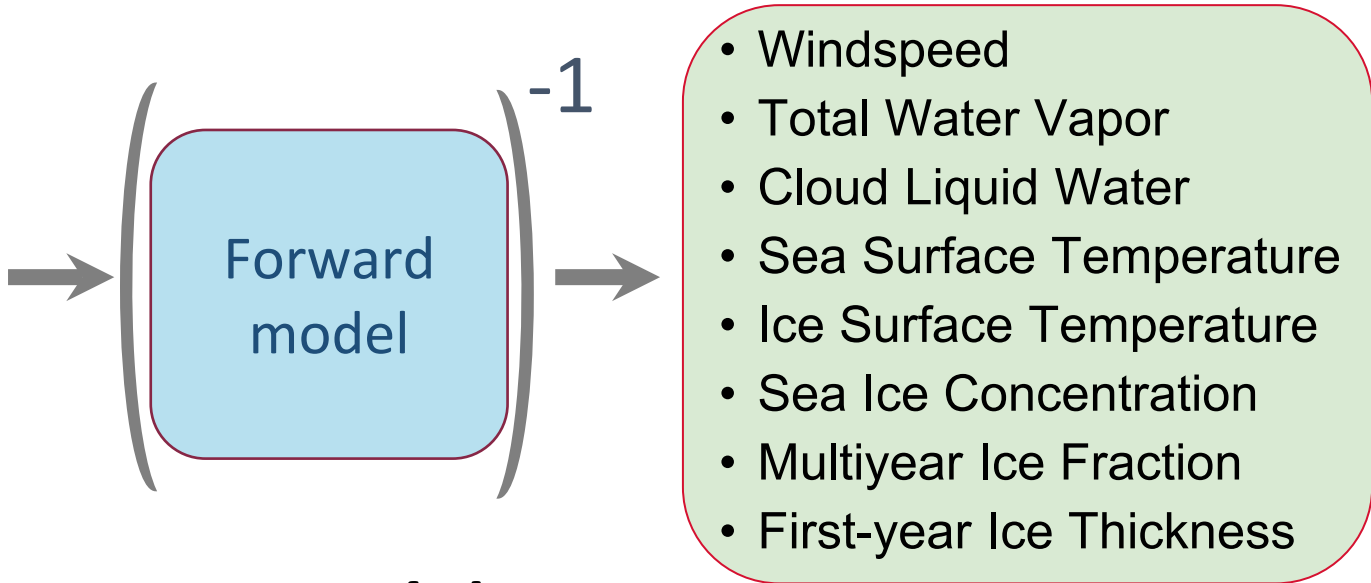 -1
Forward
model
• Windspeed
• Total Water Vapor
• Cloud Liquid Water
• Sea Surface Temperature
• Ice Surface Temperature
• Sea Ice Concentration
• Multiyear Ice Fraction
• First-year Ice Thickness